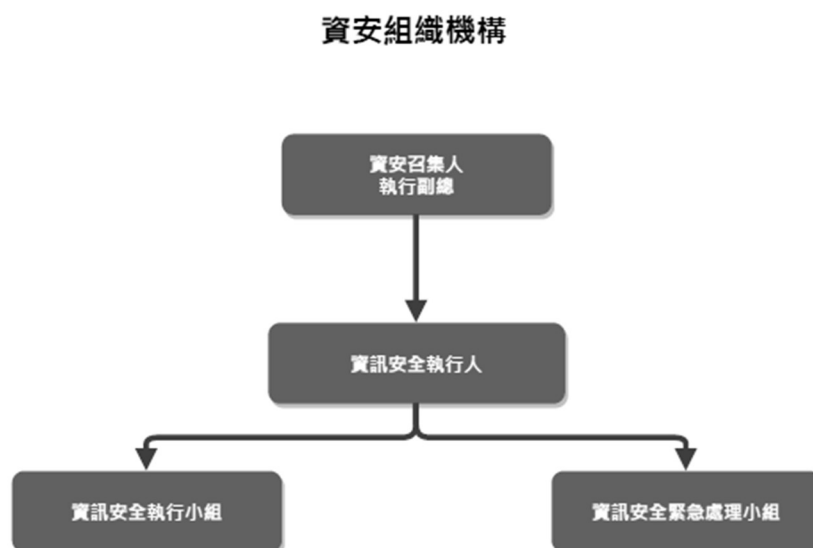 資安組織機構
資安召集人
執行副總
資訊安全執行人
資訊安全執行小組
資訊安全緊急處理小組